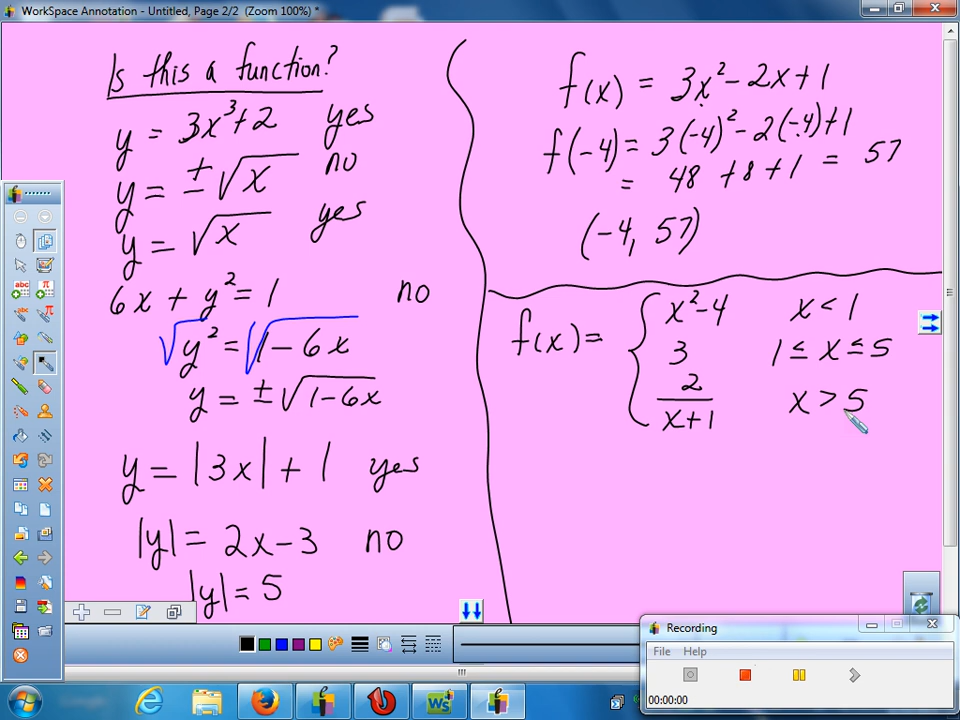 WorkSpace Annotation - Untitled, Page 2/2 (Zoom 100%) *
Is this a function?
y = 3x³+2 yes
y = ±√x no
y = √x yes
6x + y² = 1 no
√y² = √1 - 6x
y = ±√1-6x
y = |3x| + 1 yes
|y| = 2x-3 no
|y| = 5
f(x) = 3x² - 2x + 1
f(-4) = 3(-4)² - 2(-4) + 1
= 48 + 8 + 1 = 57
(-4, 57)
f(x) = { x²-4 x < 1
3 1 ≤ x ≤ 5
2/(x+1) x > 5
Recording
File Help
00:00:00